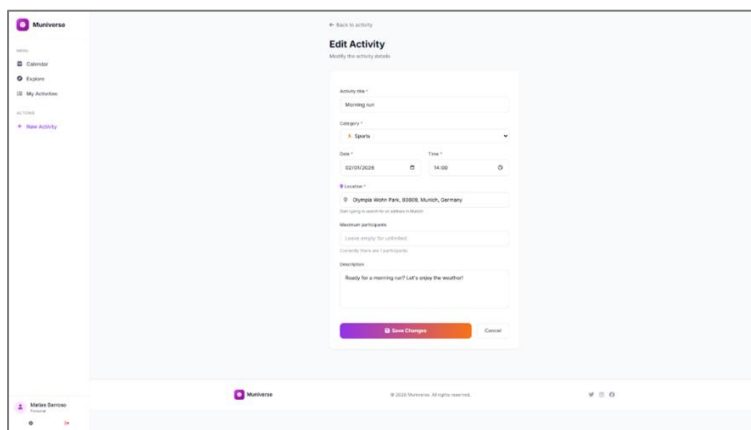 Muniverse
MENU
Calendar
Explore
My Activities
ACTIONS
+ New Activity
← Back to activity
Edit Activity
Modify the activity details
Activity title *
Morning run
Category *
Sports
Date * Time *
02/01/2026 14:00
Location *
Olympia Wohn Park, 80809, Munich, Germany
Start typing to search for an address in Munich
Maximum participants
Leave empty for unlimited
Currently there are 1 participants
Description
Ready for a morning run? Let's enjoy the weather!
Save Changes Cancel
Muniverse © 2026 Muniverse. All rights reserved.
Matias Barroso
Personal